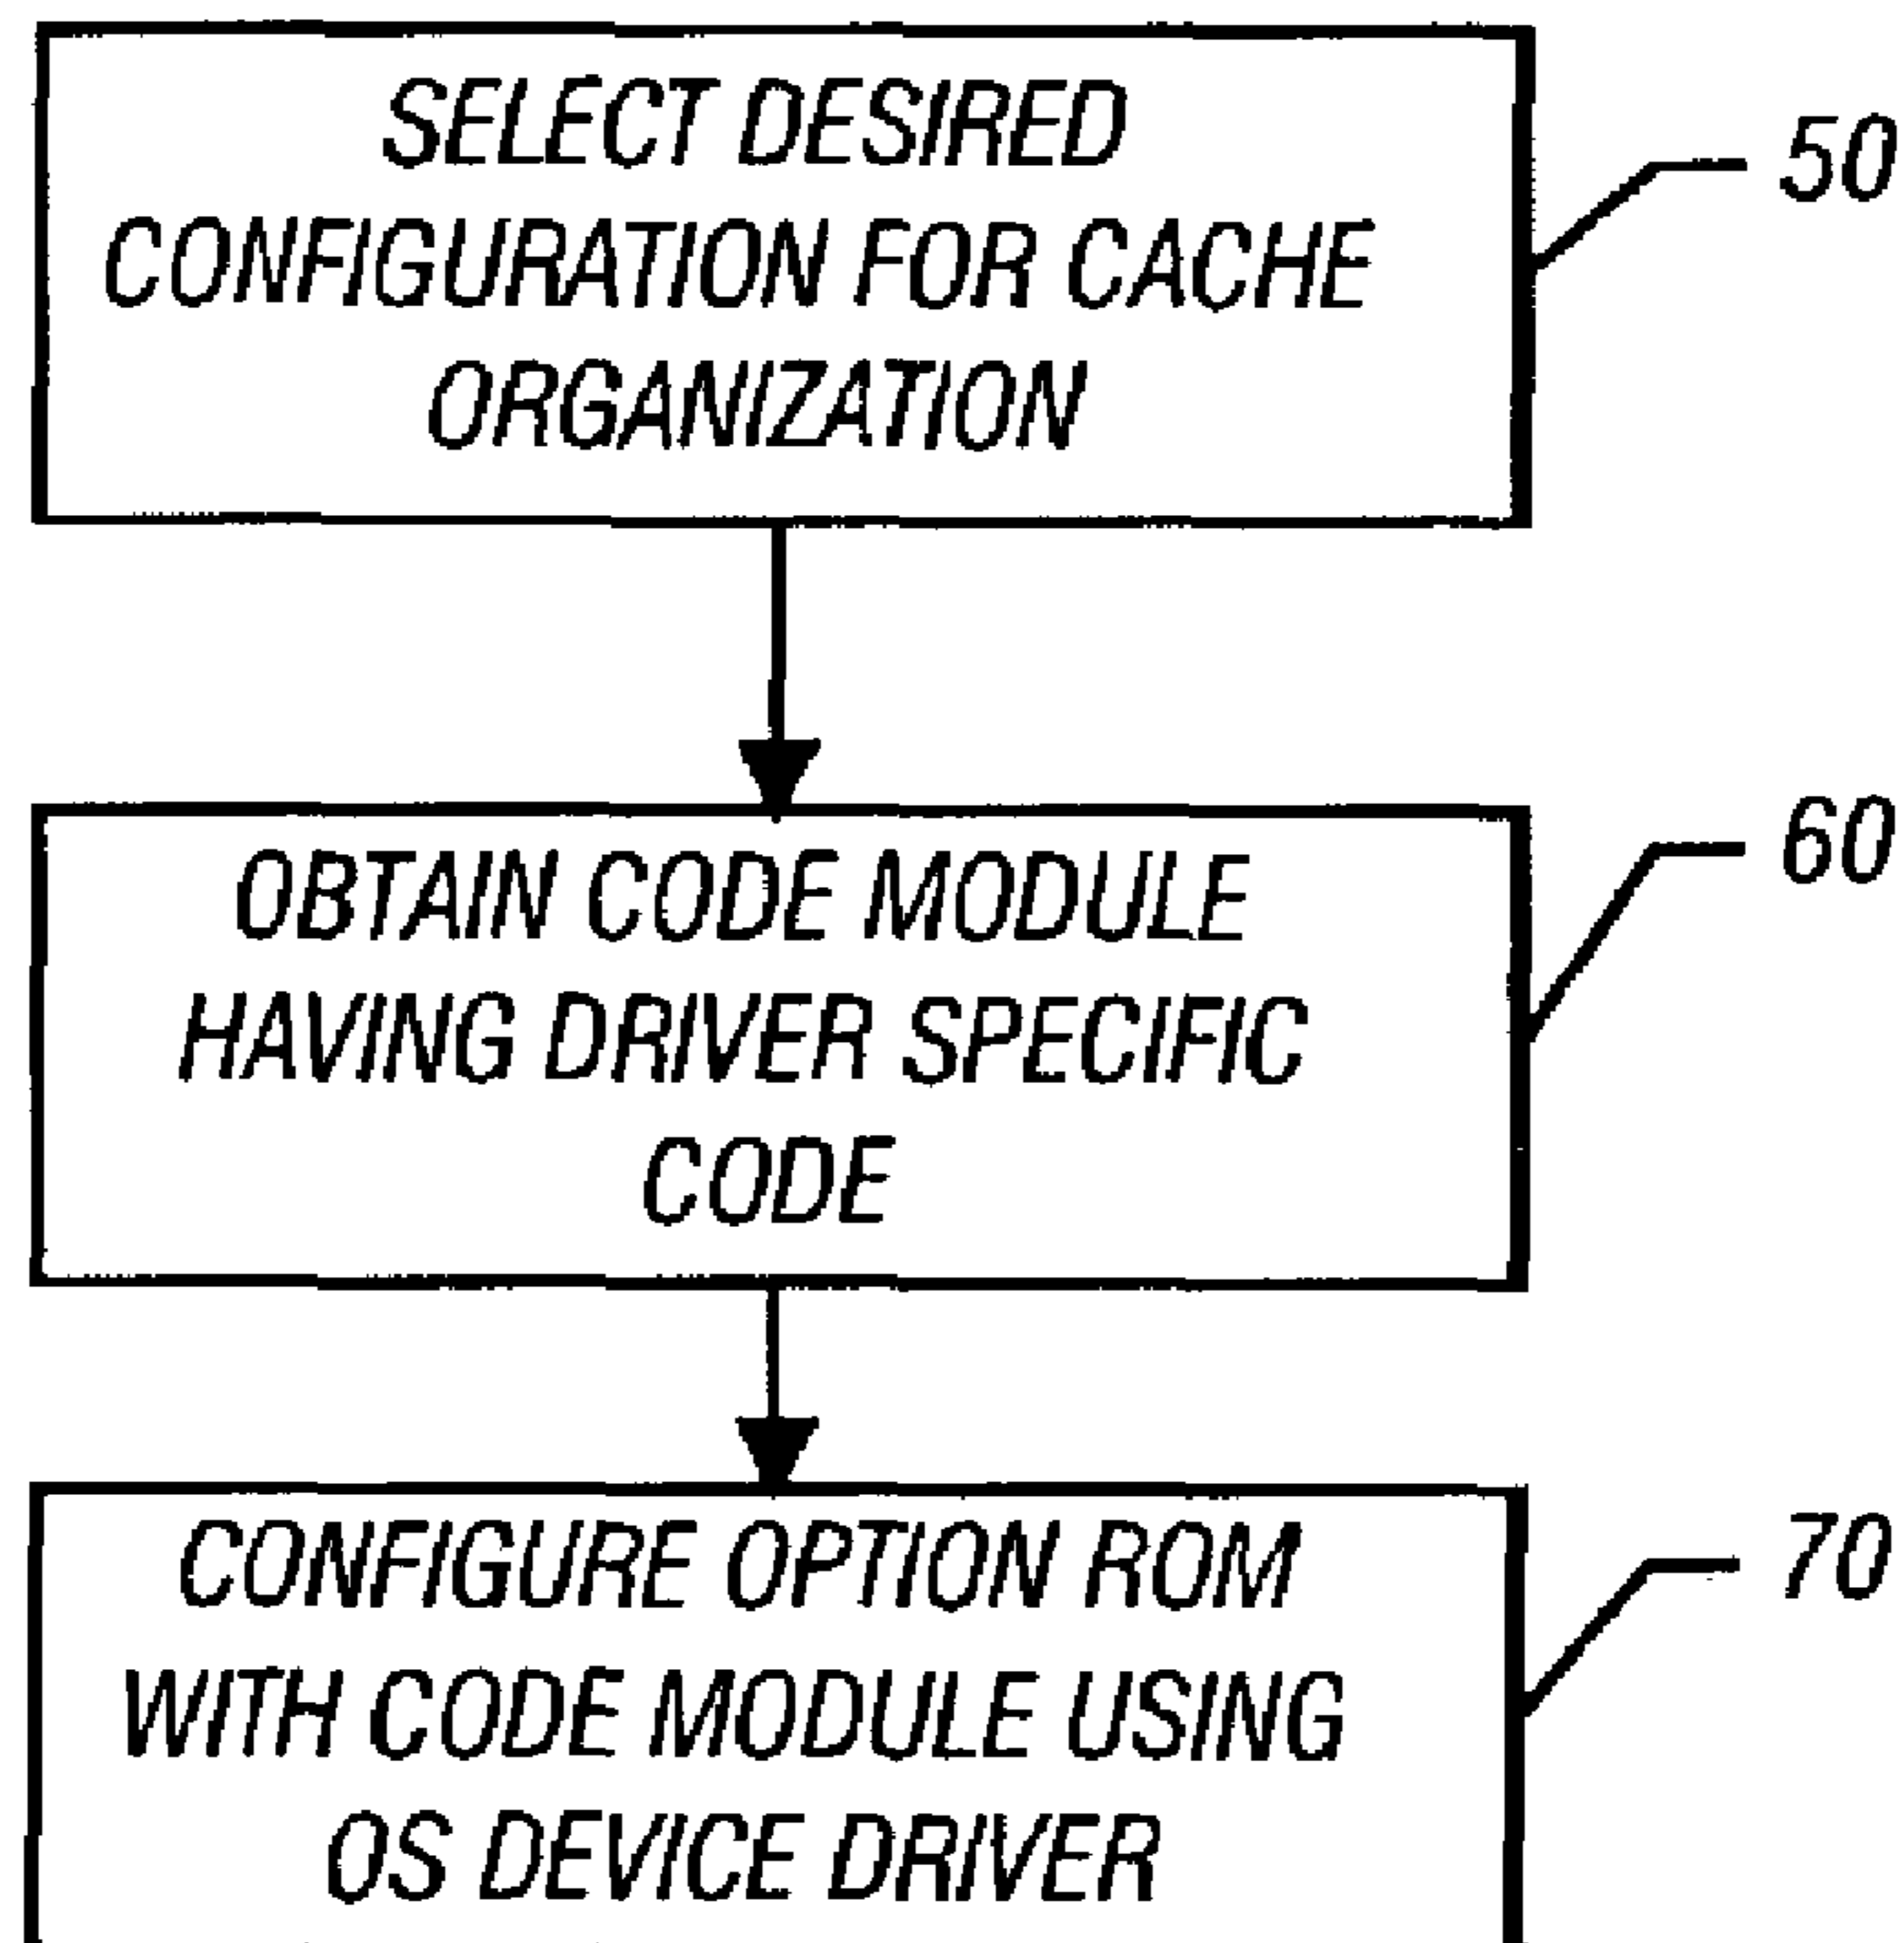 SELECT DESIRED
CONFIGURATION FOR CACHE
ORGANIZATION
50
OBTAIN CODE MODULE
HAVING DRIVER SPECIFIC
CODE
60
CONFIGURE OPTION ROM
WITH CODE MODULE USING
OS DEVICE DRIVER
70